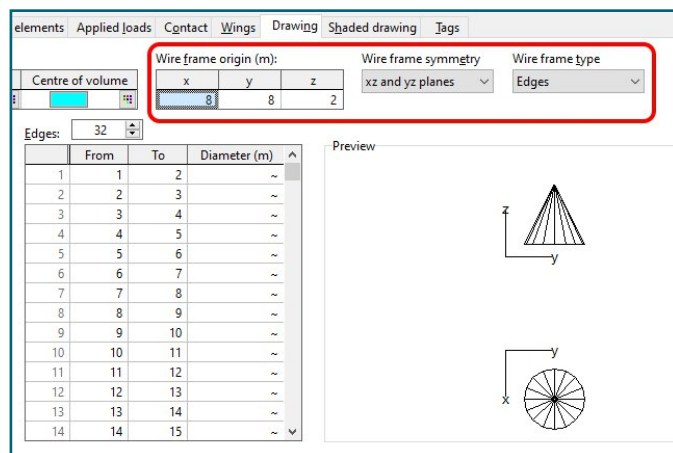 elements Applied loads Contact Wings Drawing Shaded drawing Tags
Wire frame origin (m): Wire frame symmetry Wire frame type
Centre of volume x y z xz and yz planes Edges
8 8 2
Edges: 32
Preview
From To Diameter (m)
1 1 2 ~
2 2 3 ~
3 3 4 ~
4 4 5 ~
5 5 6 ~
6 6 7 ~
7 7 8 ~
8 8 9 ~
9 9 10 ~
10 10 11 ~
11 11 12 ~
12 12 13 ~
13 13 14 ~
14 14 15 ~
z
y
y
x